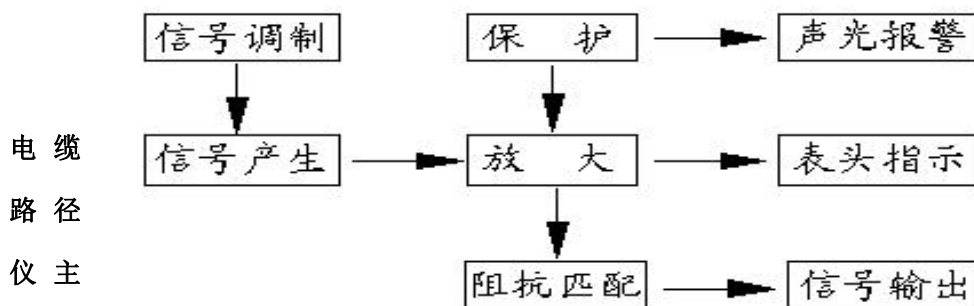 信号调制 保护 声光报警
电缆 信号产生 放大 表头指示
路径
仪主 阻抗匹配 信号输出